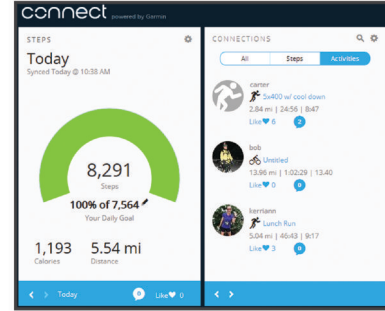 connect powered by Garmin
STEPS
Today
Synced Today @ 10:38 AM
8,291
Steps
100% of 7,564
Your Daily Goal
1,193
Calories
5.54 mi
Distance
Today
0
Like 0
CONNECTIONS
All
Steps
Activities
carter
5x400 w/ cool down
2.84 mi | 24:56 | 8:47
Like 6
2
bob
Untitled
13.96 mi | 1:02:29 | 13.40
Like 0
0
kerriann
Lunch Run
5.04 mi | 46:43 | 9:17
Like 3
0